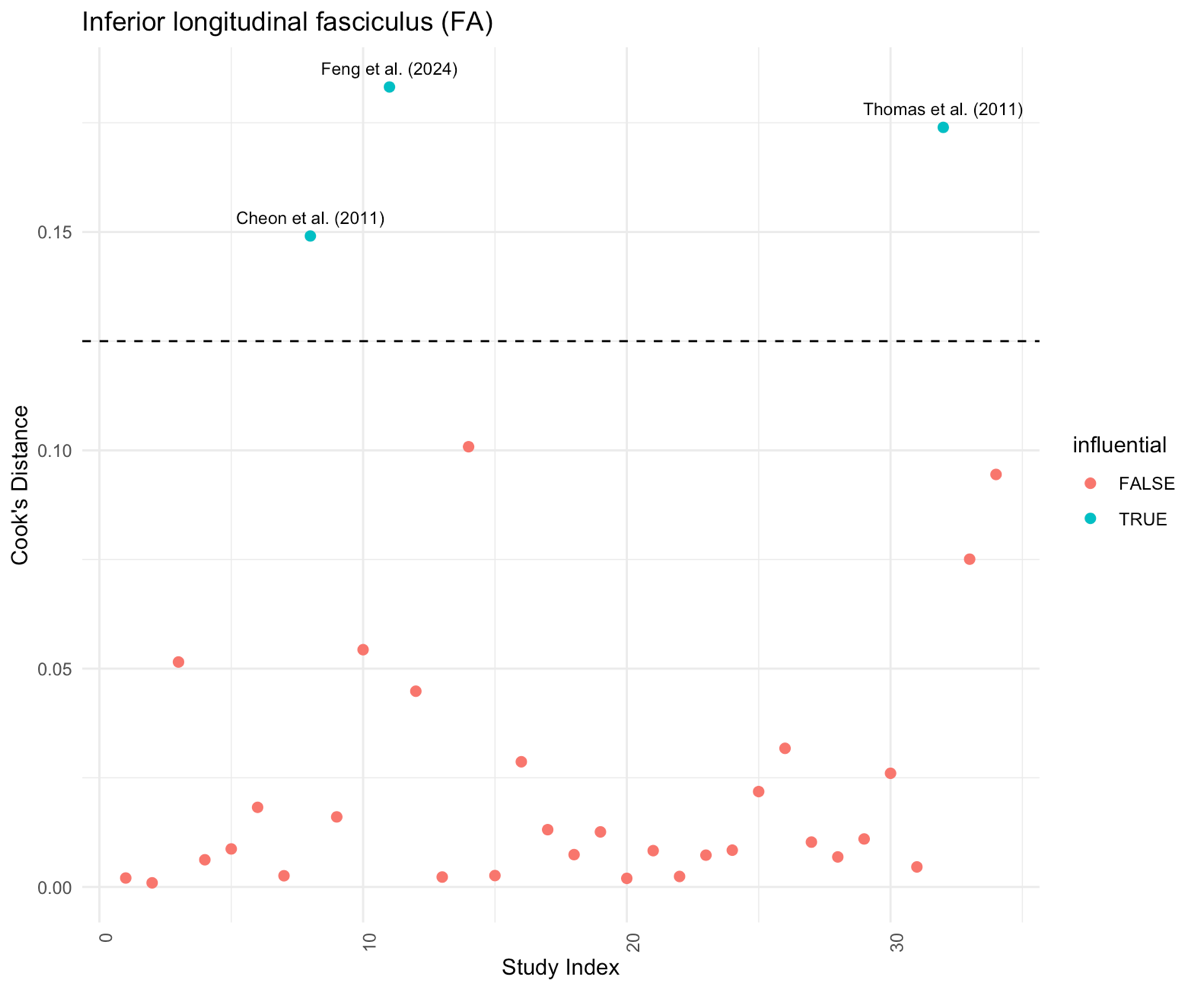 Inferior longitudinal fasciculus (FA)
Feng et al. (2024)
Thomas et al. (2011)
Cheon et al. (2011)
0.15
0.10
0.05
0.00
Cook's Distance
0
10
20
30
Study Index
influential
FALSE
TRUE